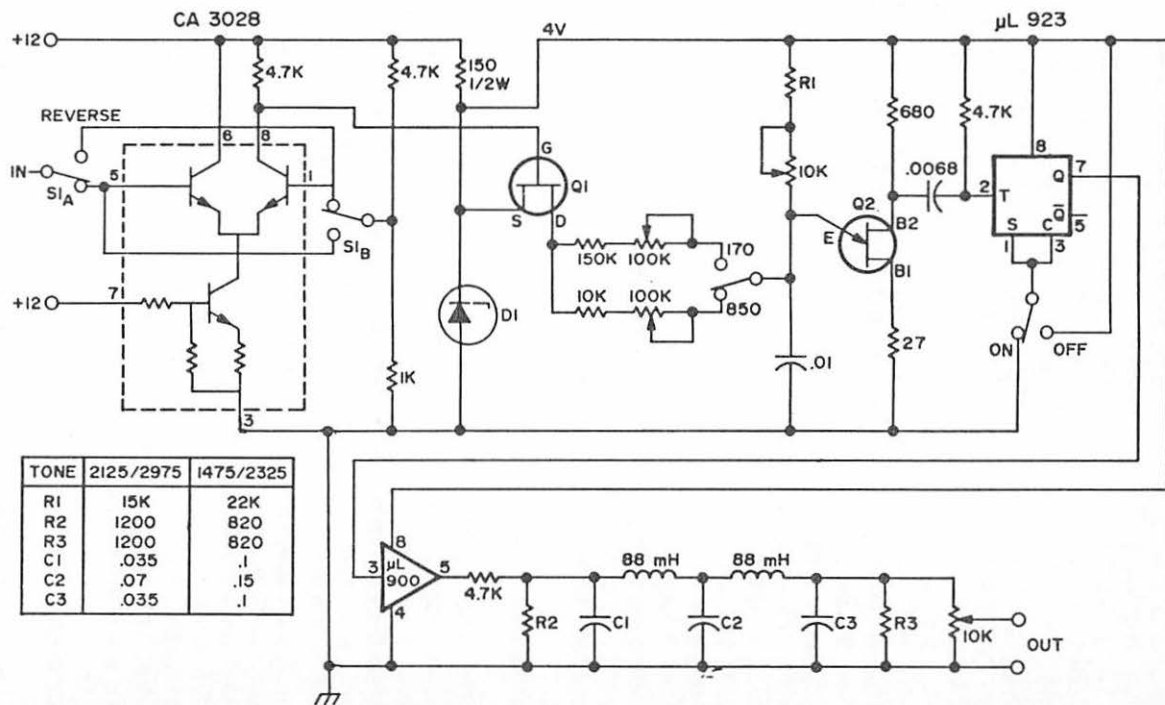 CA 3028
μL 923
+12
4V
4.7K
4.7K
150
1/2W
R1
680
4.7K
REVERSE
6
8
G
Q1
S
D
10K
.0068
8
7
Q
2
T
Q̅
5
S
C
1
3
IN
S1A
5
1
S1B
Q2
B2
E
B1
150K
100K
170
10K
100K
850
+12
7
D1
1K
.01
27
ON
OFF
3
TONE 2125/2975 1475/2325
R1 15K 22K
R2 1200 820
R3 1200 820
C1 .035 .1
C2 .07 .15
C3 .035 .1
8
3
μL
900
5
4
4.7K
88 mH
88 mH
R2
C1
C2
C3
R3
10K
OUT